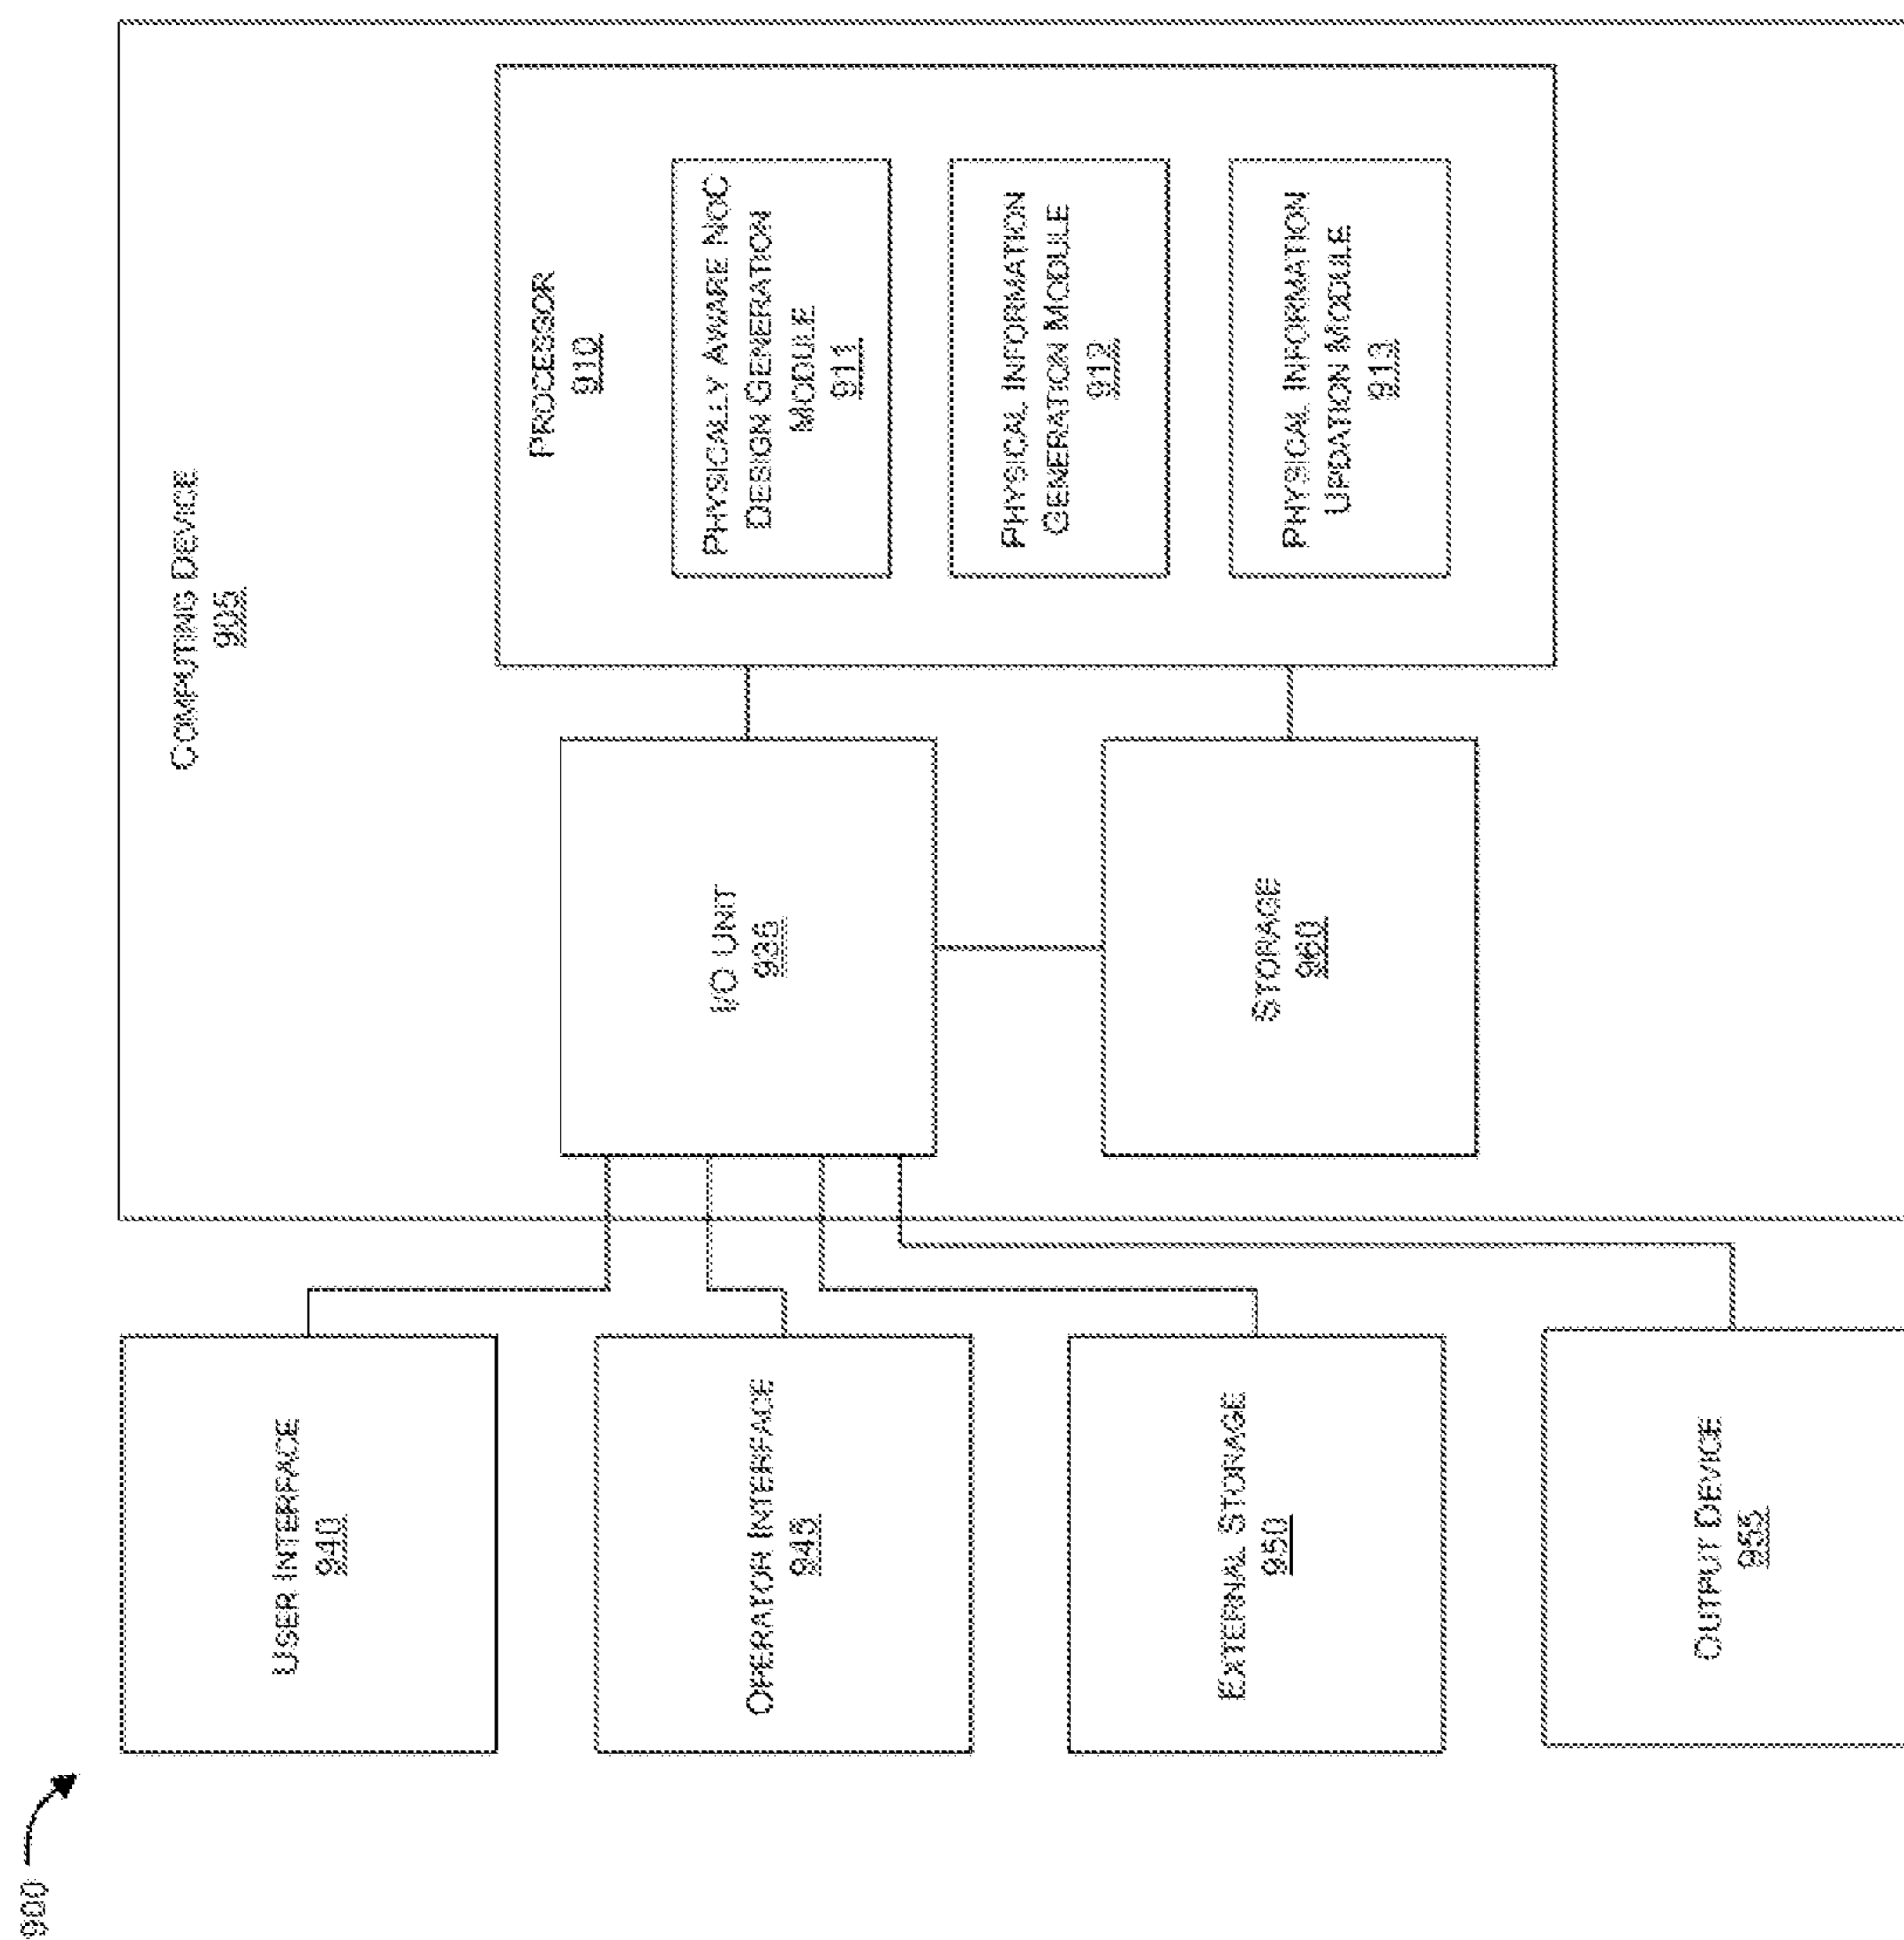 900
COMPUTING DEVICE
905
PROCESSOR
910
PHYSICALLY AWARE NOC
DESIGN GENERATION
MODULE
911
PHYSICAL INFORMATION
GENERATION MODULE
912
PHYSICAL INFORMATION
UPDATION MODULE
913
I/O UNIT
935
STORAGE
960
USER INTERFACE
940
OPERATOR INTERFACE
945
EXTERNAL STORAGE
950
OUTPUT DEVICE
955